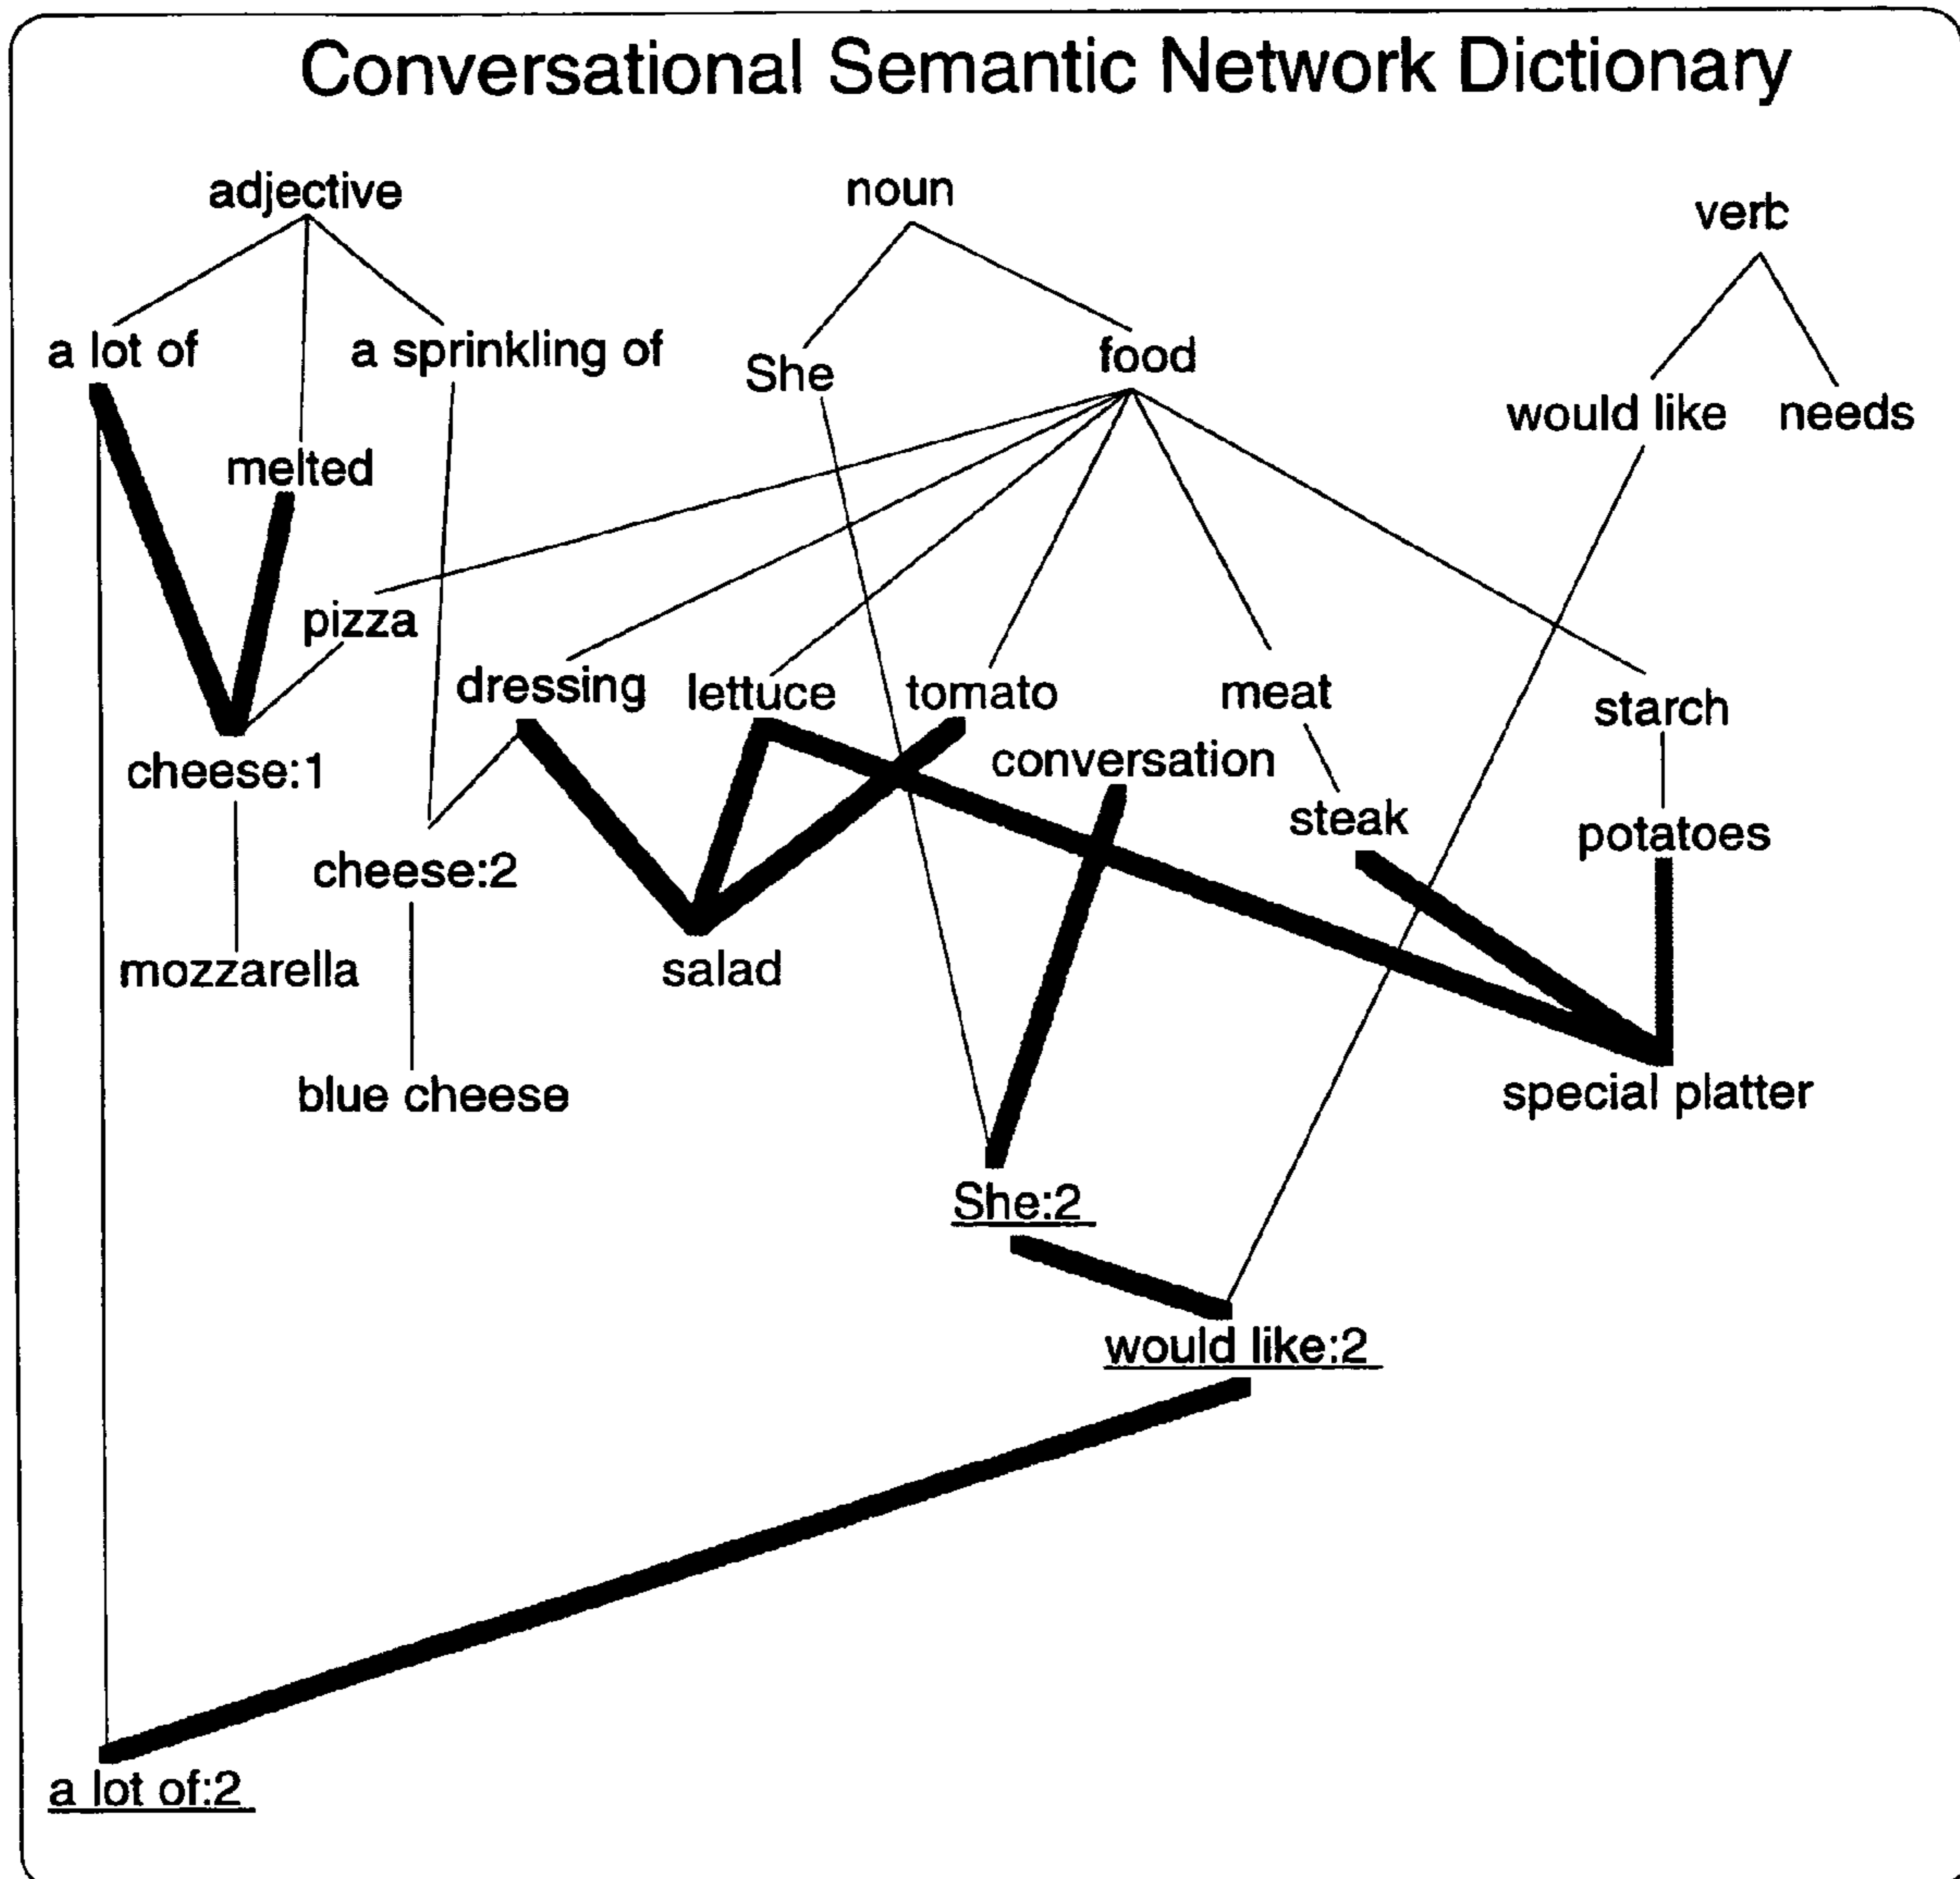 Conversational Semantic Network Dictionary
adjective
noun
verb
a lot of
a sprinkling of
She
food
would like
needs
melted
pizza
dressing
lettuce
tomato
meat
starch
conversation
cheese:1
steak
potatoes
cheese:2
mozzarella
salad
blue cheese
special platter
She:2
would like:2
a lot of:2